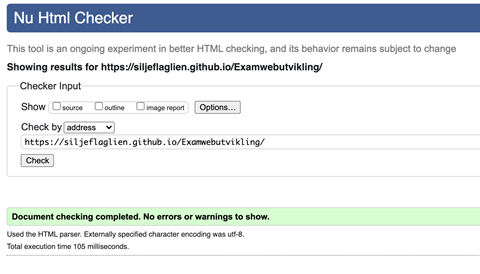 Nu Html Checker
This tool is an ongoing experiment in better HTML checking, and its behavior remains subject to change
Showing results for https://siljeflaglien.github.io/Examwebutvikling/
Checker Input
Show source outline image report Options...
Check by address
https://siljeflaglien.github.io/Examwebutvikling/
Check
Document checking completed. No errors or warnings to show.
Used the HTML parser. Externally specified character encoding was utf-8.
Total execution time 105 milliseconds.